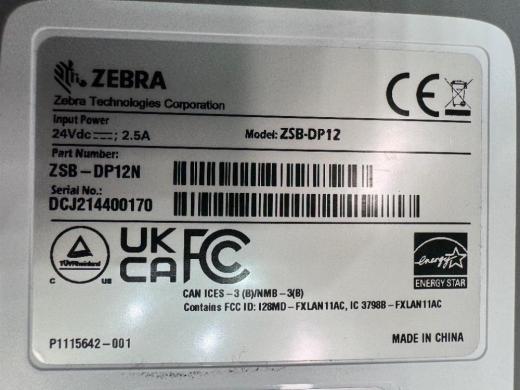 ZEBRA
Zebra Technologies Corporation
CE
Input Power
24Vdc⎓; 2.5A
Model: ZSB-DP12
Part Number:
ZSB-DP12N
Serial No.:
DCJ214400170
TÜVRheinland
C US
UK
CA
FC
energy
ENERGY STAR
CAN ICES-3 (B)/NMB-3(B)
Contains FCC ID: I28MD-FXLAN11AC, IC 3798B-FXLAN11AC
P1115642-001
MADE IN CHINA